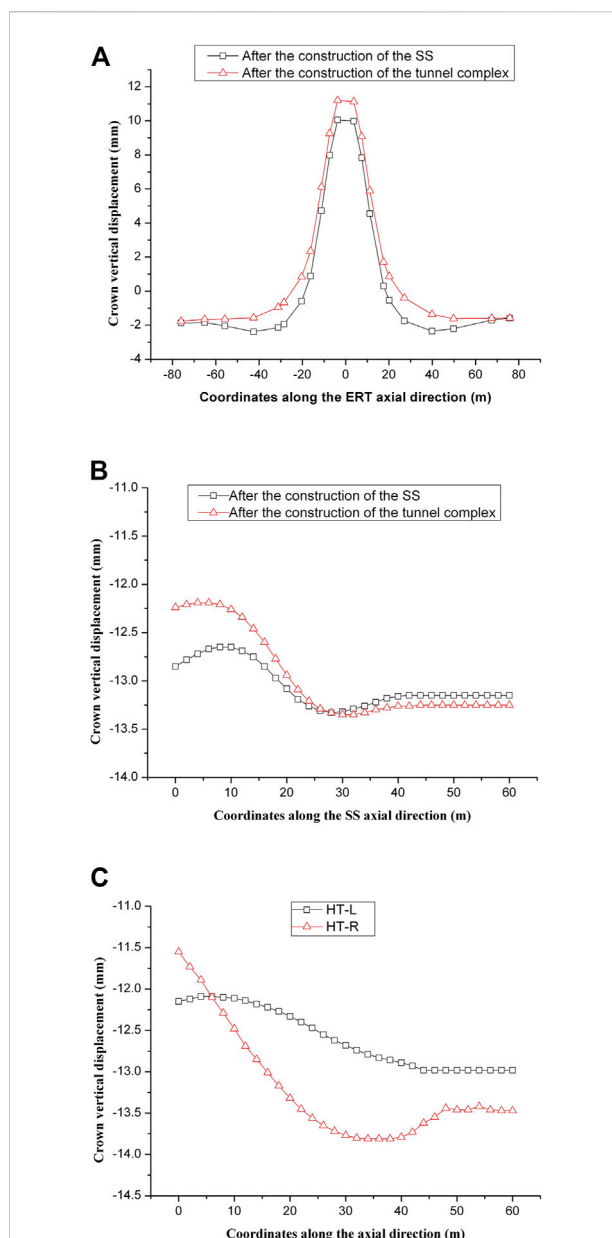 A
After the construction of the SS
After the construction of the tunnel complex
12
10
8
6
4
2
0
-2
-4
Crown vertical displacement (mm)
-80 -60 -40 -20 0 20 40 60 80
Coordinates along the ERT axial direction (m)
B
-11.0
After the construction of the SS
After the construction of the tunnel complex
-11.5
-12.0
-12.5
-13.0
-13.5
-14.0
Crown vertical displacement (mm)
0 10 20 30 40 50 60
Coordinates along the SS axial direction (m)
C
-11.0
HT-L
HT-R
-11.5
-12.0
-12.5
-13.0
-13.5
-14.0
-14.5
Crown vertical displacement (mm)
0 10 20 30 40 50 60
Coordinates along the axial direction (m)